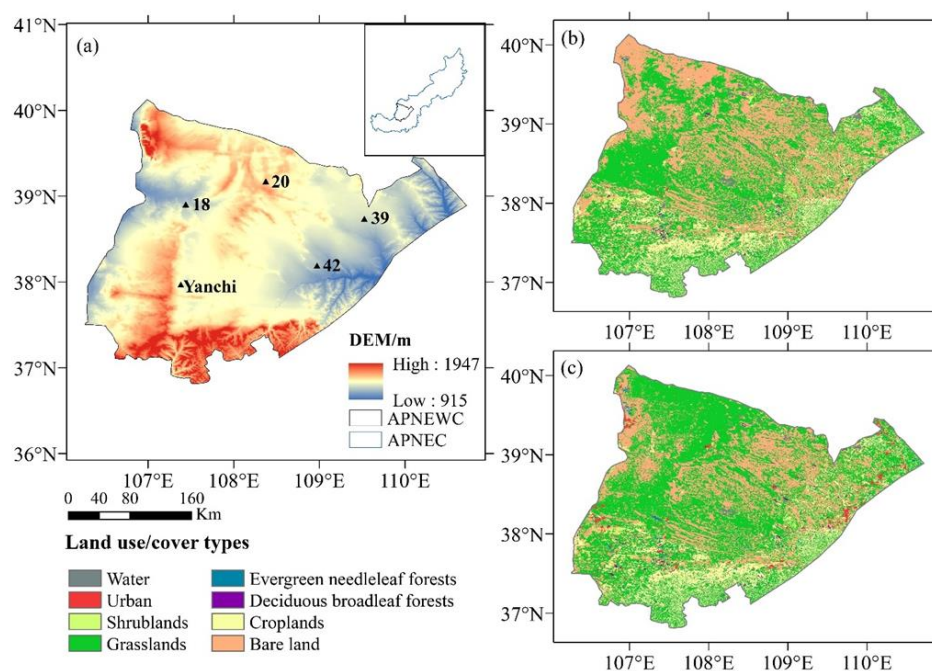 (a)
41°N
40°N
39°N
38°N
37°N
36°N
20
18
39
42
Yanchi
DEM/m
High : 1947
Low : 915
APNEWC
APNEC
107°E 108°E 109°E 110°E
0 40 80 160
Km
Land use/cover types
Water
Urban
Shrublands
Grasslands
Evergreen needleleaf forests
Deciduous broadleaf forests
Croplands
Bare land
(b)
40°N
39°N
38°N
37°N
107°E 108°E 109°E 110°E
(c)
40°N
39°N
38°N
37°N
107°E 108°E 109°E 110°E